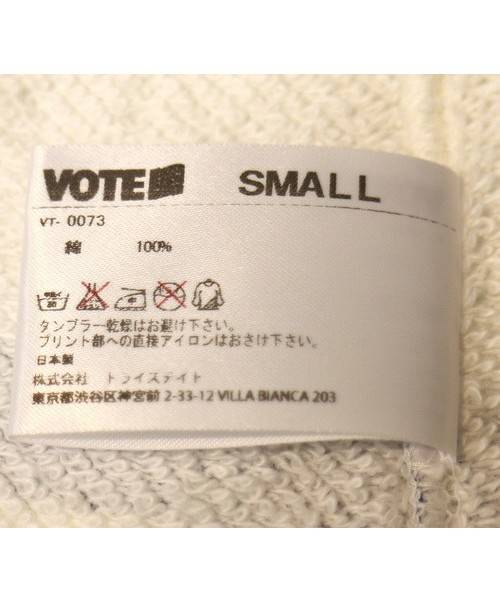 VOTE SMALL
VT- 0073
綿 100%
タンブラー乾燥はお避け下さい。
プリント部への直接アイロンはおさけ下さい。
日本製
株式会社 トライステイト
東京都渋谷区神宮前 2-33-12 VILLA BIANCA 203